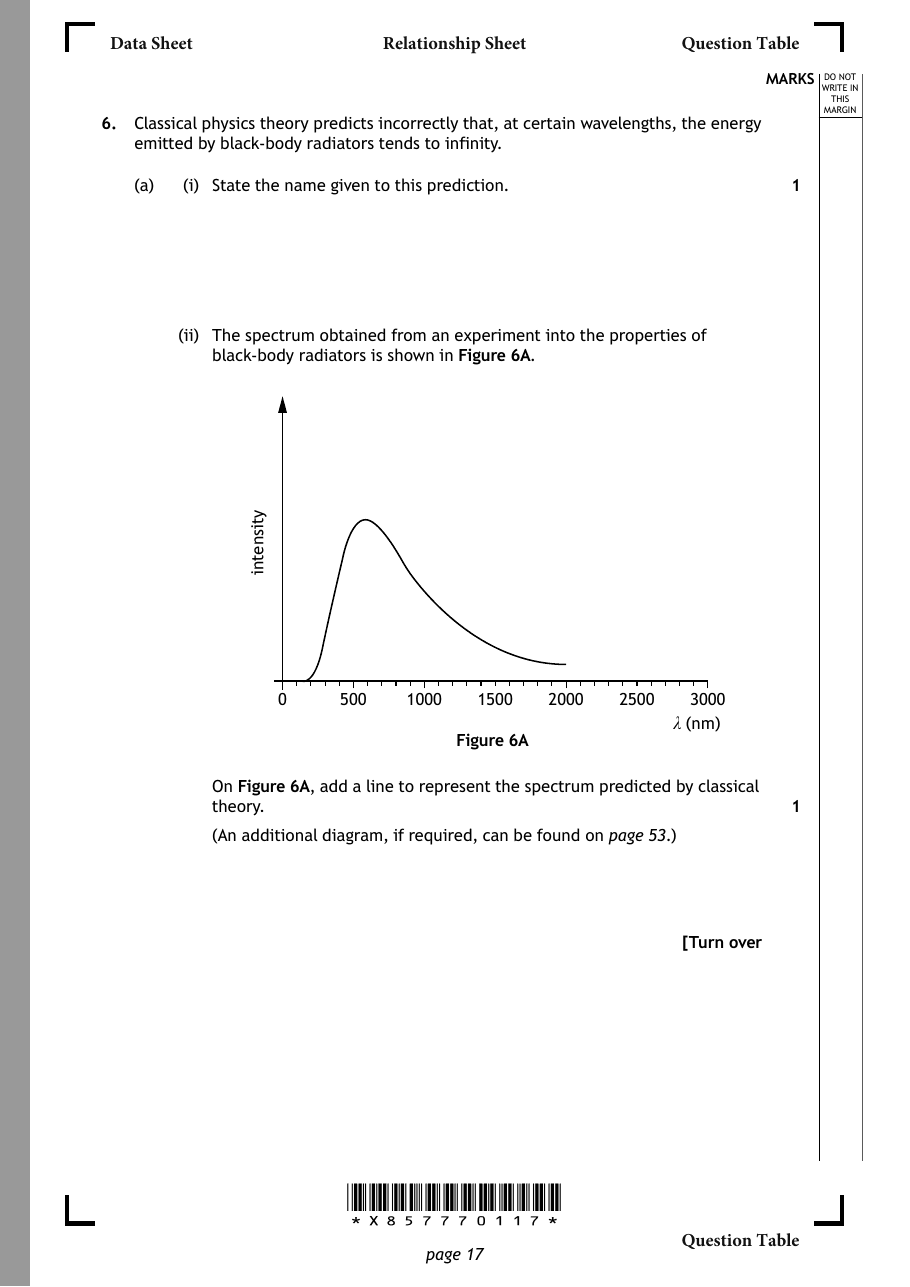 Data Sheet Relationship Sheet Question Table
MARKS
DO NOT
WRITE IN
THIS
MARGIN
6. Classical physics theory predicts incorrectly that, at certain wavelengths, the energy
emitted by black-body radiators tends to infinity.
(a) (i) State the name given to this prediction. 1
(ii) The spectrum obtained from an experiment into the properties of
black-body radiators is shown in Figure 6A.
intensity
0 500 1000 1500 2000 2500 3000
λ (nm)
Figure 6A
On Figure 6A, add a line to represent the spectrum predicted by classical
theory. 1
(An additional diagram, if required, can be found on page 53.)
[Turn over
* X 8 5 7 7 7 0 1 1 7 *
Question Table
page 17